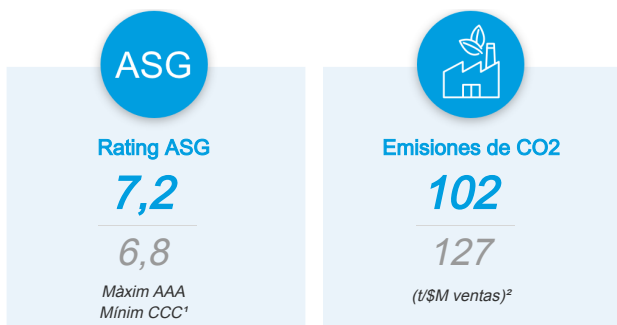 ASG
Rating ASG
7,2
6,8
Màxim AAA
Mínim CCC¹
Emisiones de CO2
102
127
(t/$M ventas)²